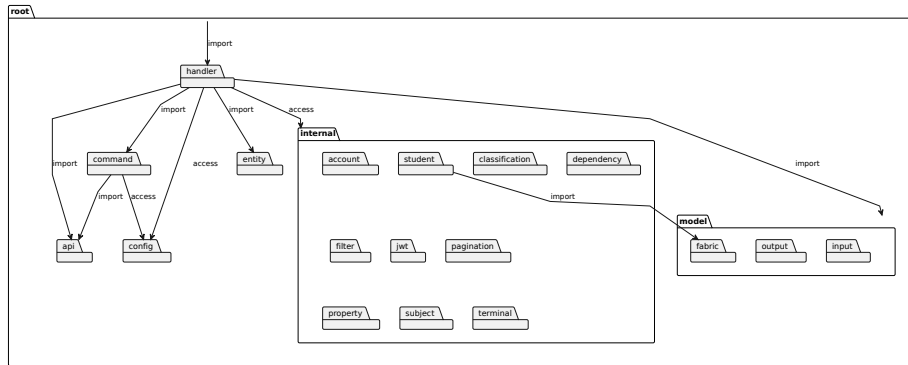 root
import
handler
import
import
access
import
command
access
entity
internal
import
account
student
classification
dependency
import
access
import
api
config
filter
jwt
pagination
model
fabric
output
input
property
subject
terminal
import